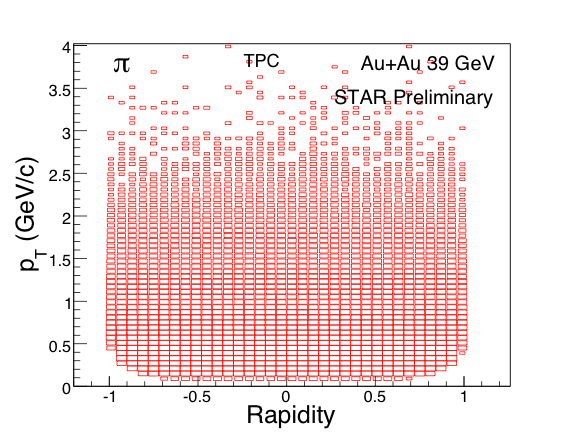 π TPC Au+Au 39 GeV
STAR Preliminary
p_T (GeV/c)
4
3.5
3
2.5
2
1.5
1
0.5
0
-1 -0.5 0 0.5 1
Rapidity